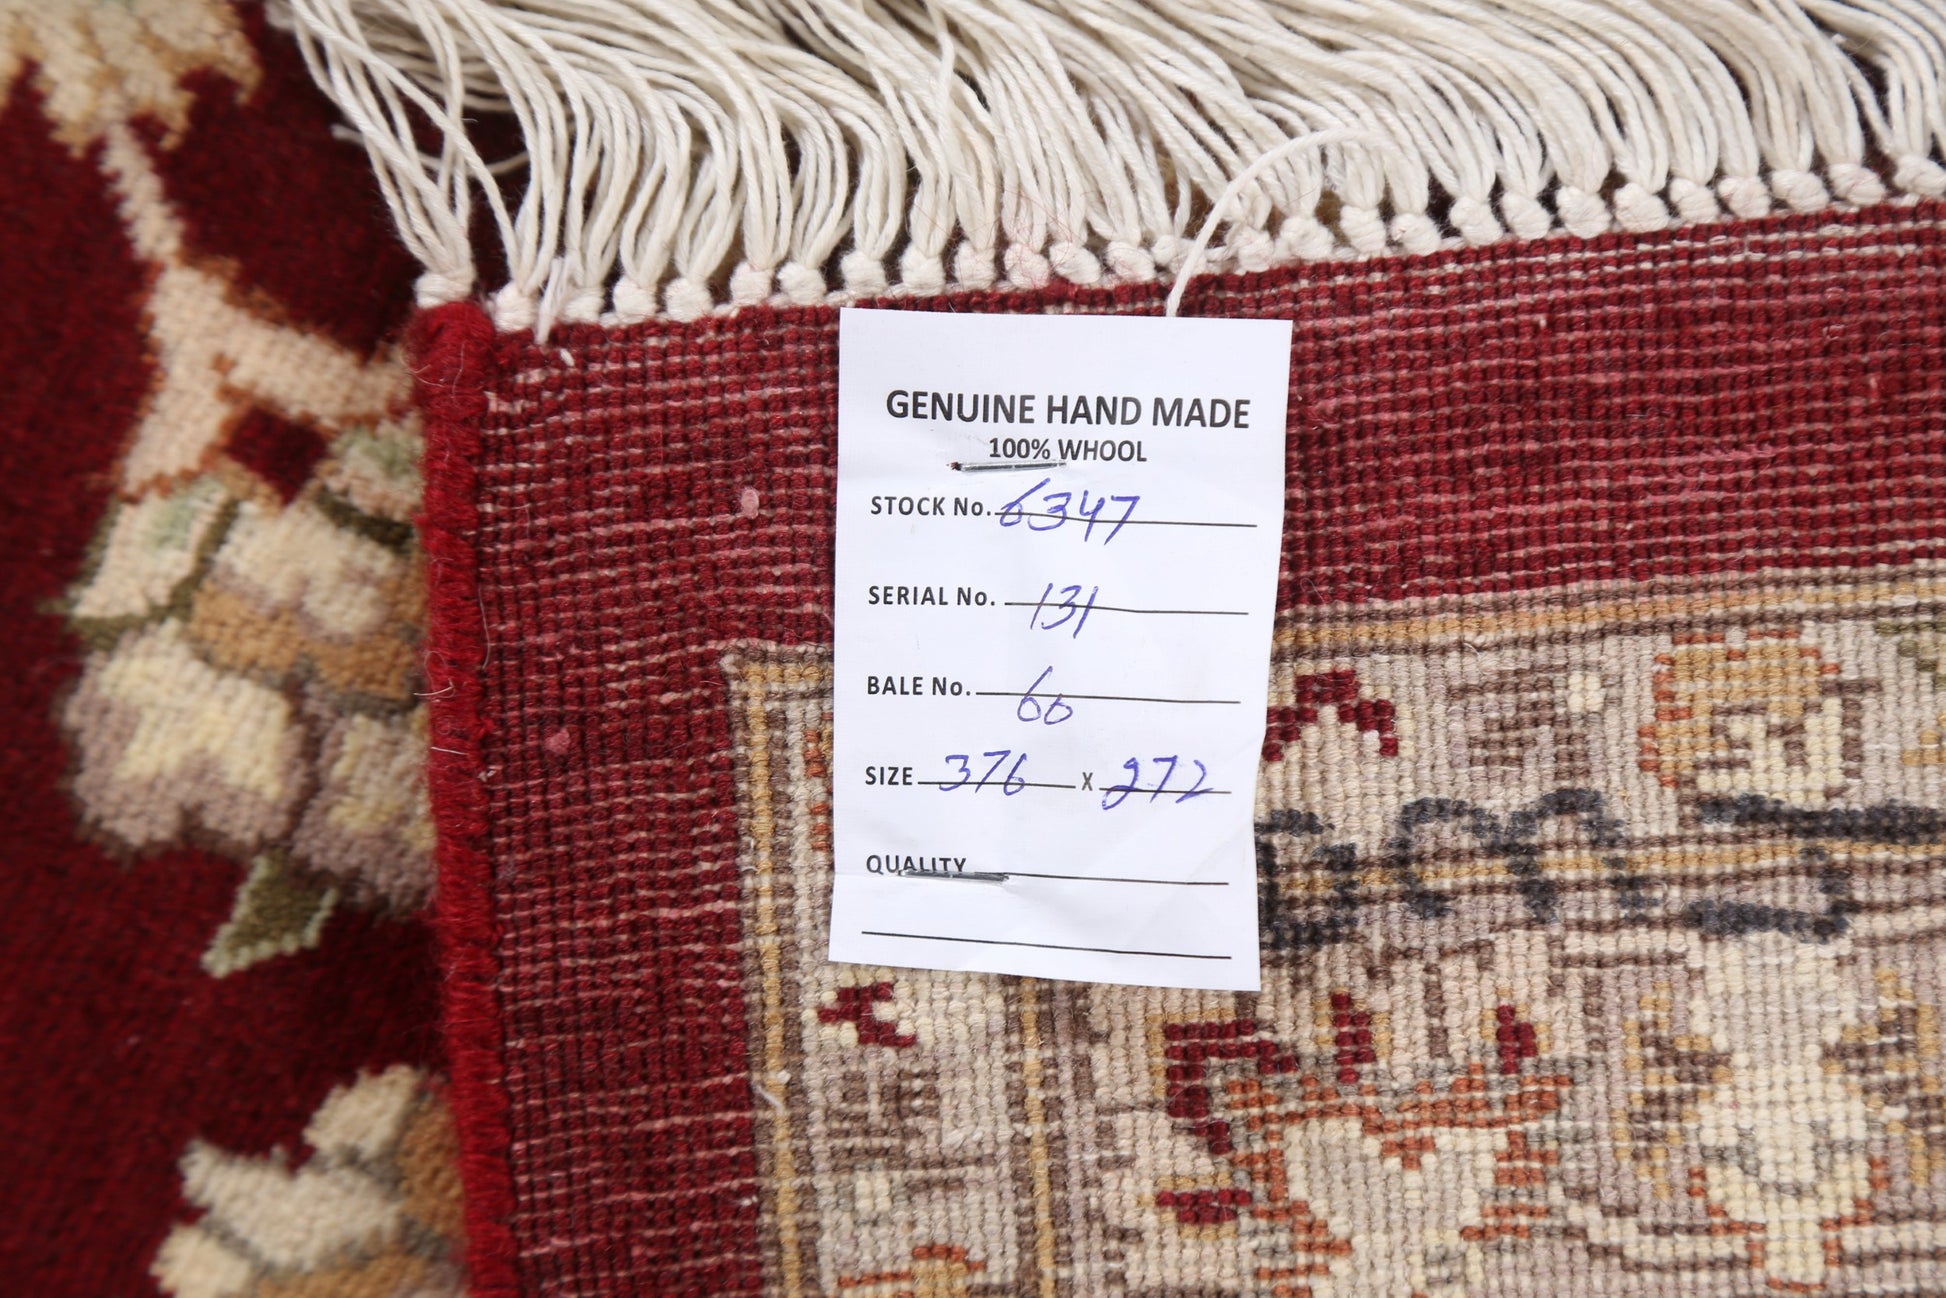 GENUINE HAND MADE
100% WHOOL
STOCK No. 6347
SERIAL No. 131
BALE No. 60
SIZE 376 X 272
QUALITY